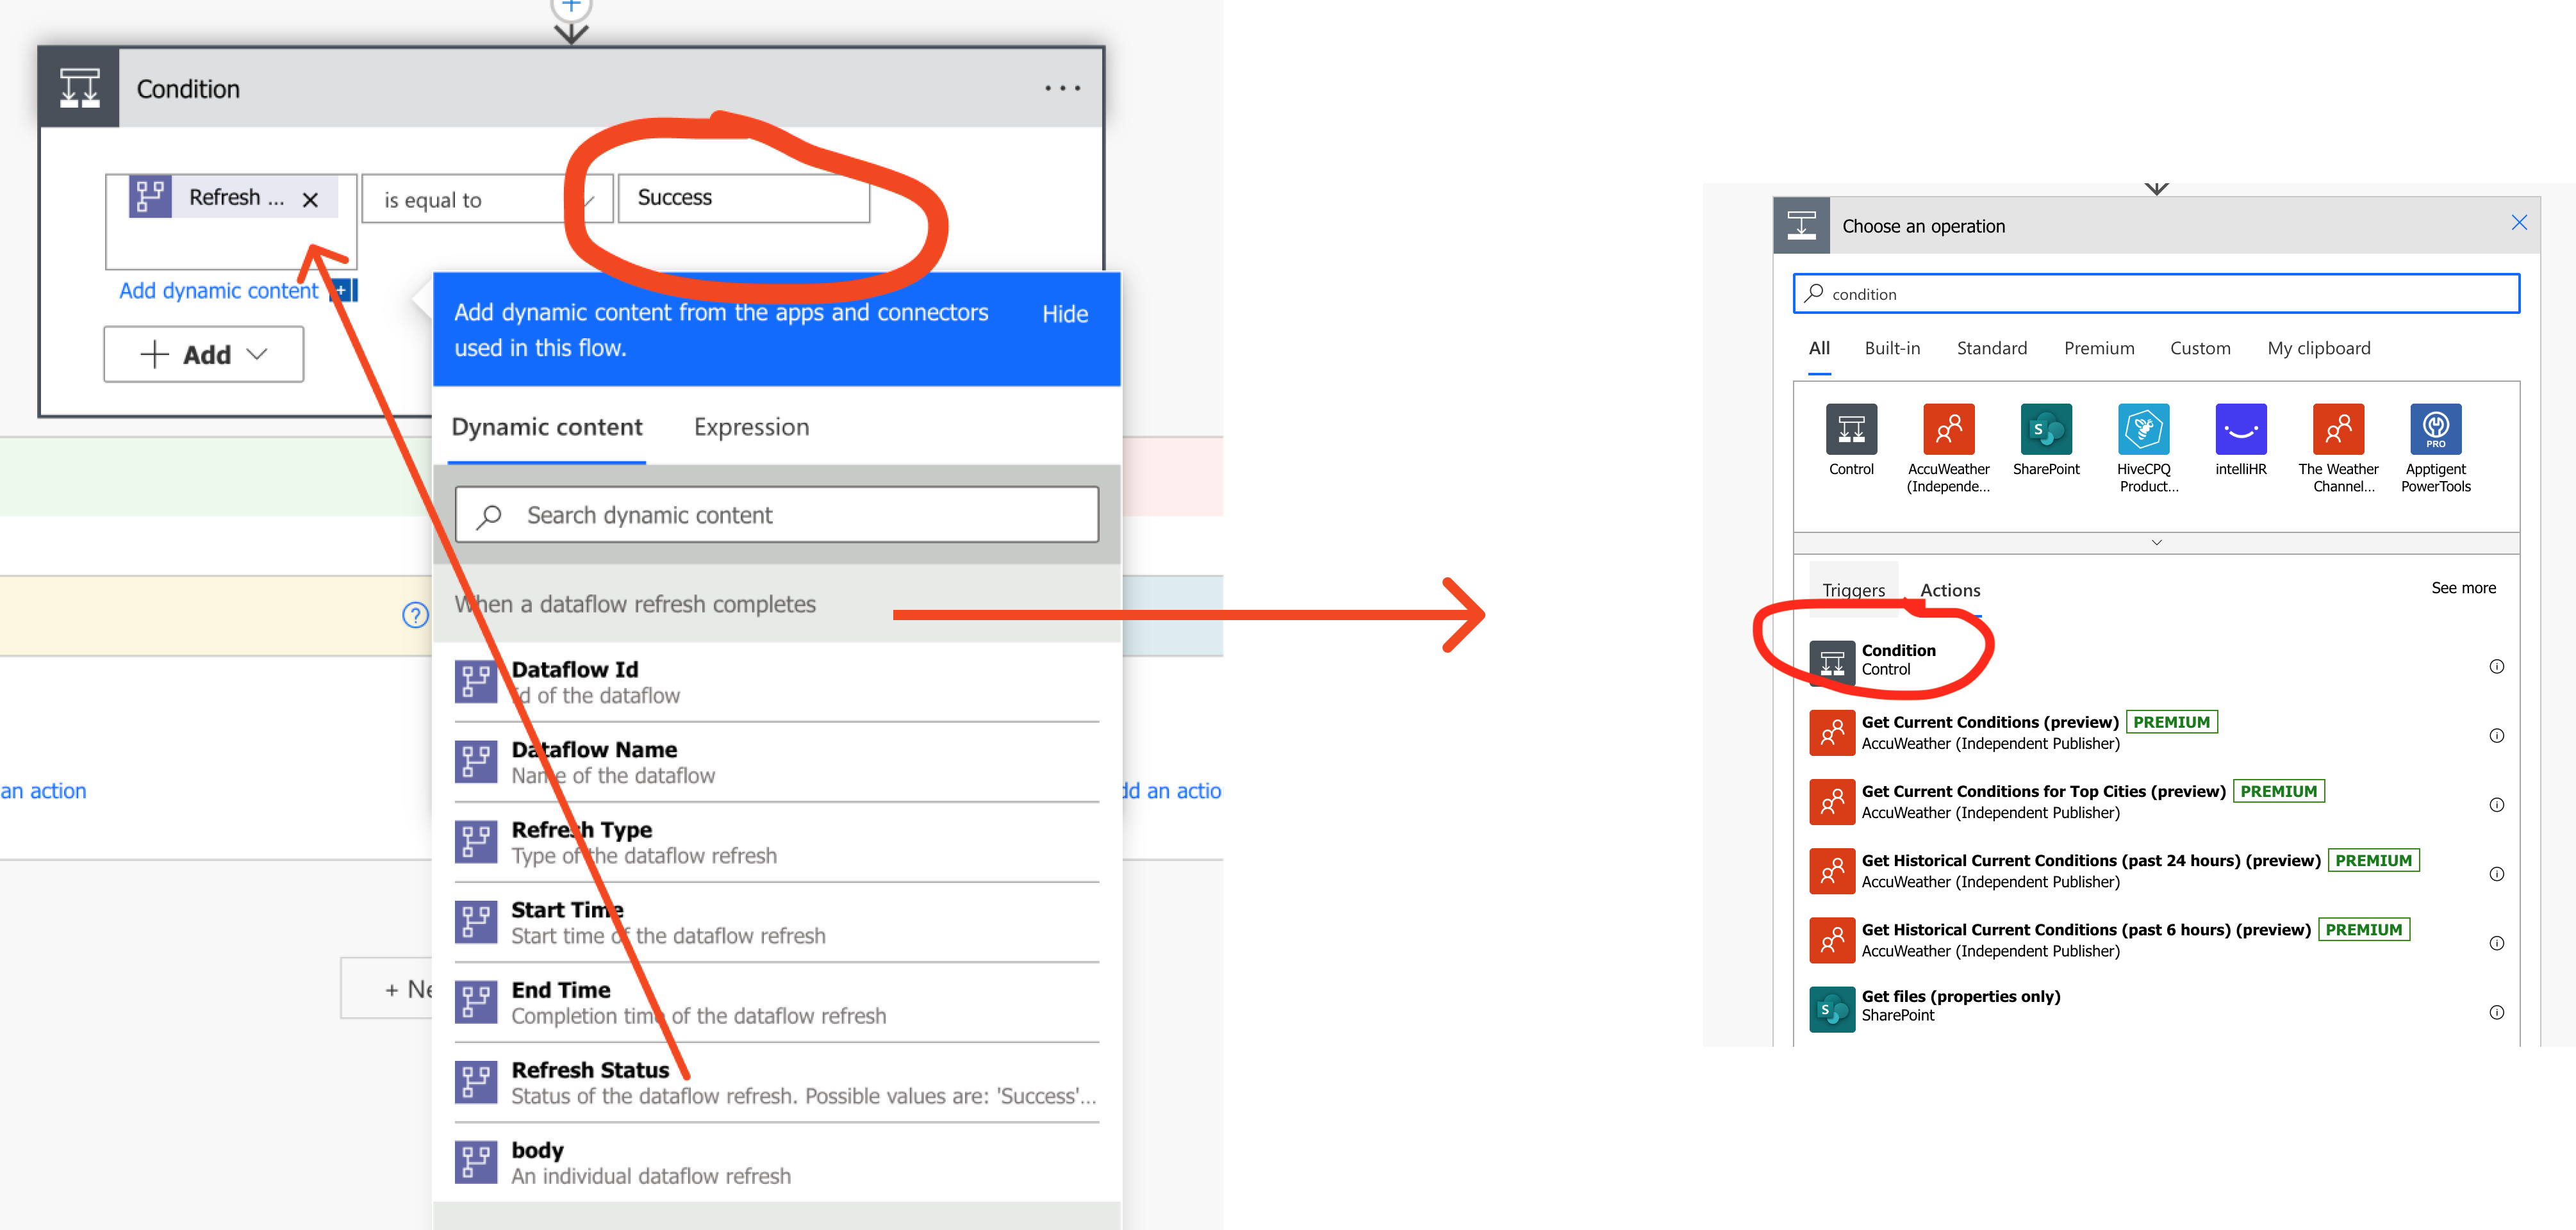 Condition
Refresh ...
is equal to
Success
Add dynamic content
Add
Add dynamic content from the apps and connectors
used in this flow.
Hide
Dynamic content
Expression
Search dynamic content
When a dataflow refresh completes
Dataflow Id
Id of the dataflow
Dataflow Name
Name of the dataflow
Refresh Type
Type of the dataflow refresh
Start Time
Start time of the dataflow refresh
End Time
Completion time of the dataflow refresh
Refresh Status
Status of the dataflow refresh. Possible values are: 'Success'...
body
An individual dataflow refresh
an action
dd an actio
+ Ne
Choose an operation
condition
All
Built-in
Standard
Premium
Custom
My clipboard
Control
AccuWeather
(Independe...
SharePoint
S
HiveCPQ
Product...
intelliHR
The Weather
Channel...
PRO
Apptigent
PowerTools
Triggers
Actions
See more
Condition
Control
Get Current Conditions (preview) PREMIUM
AccuWeather (Independent Publisher)
Get Current Conditions for Top Cities (preview) PREMIUM
AccuWeather (Independent Publisher)
Get Historical Current Conditions (past 24 hours) (preview) PREMIUM
AccuWeather (Independent Publisher)
Get Historical Current Conditions (past 6 hours) (preview) PREMIUM
AccuWeather (Independent Publisher)
S
Get files (properties only)
SharePoint